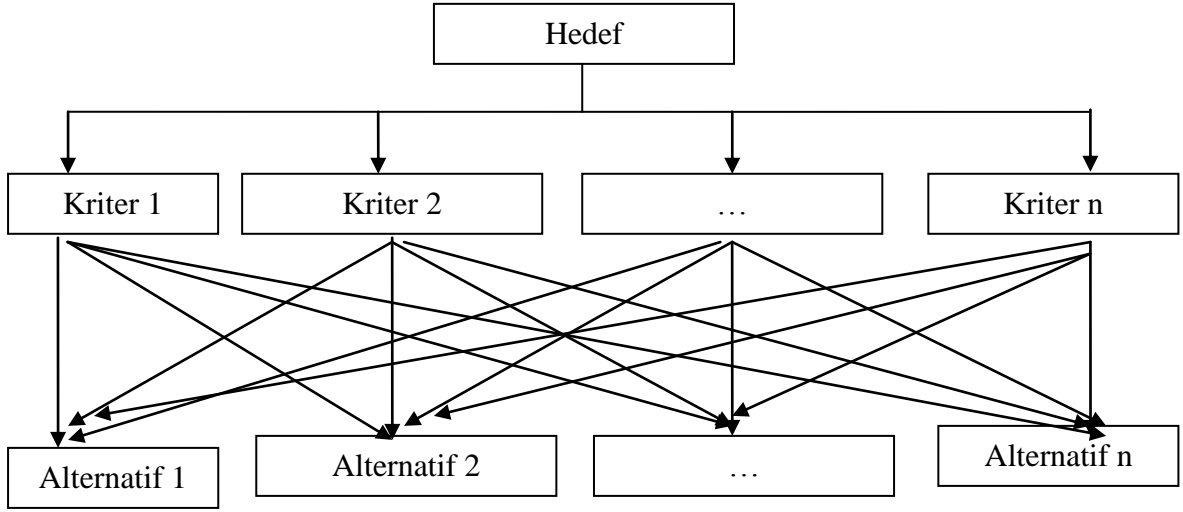 Hedef
Kriter 1
Kriter 2
…
Kriter n
Alternatif 1
Alternatif 2
…
Alternatif n